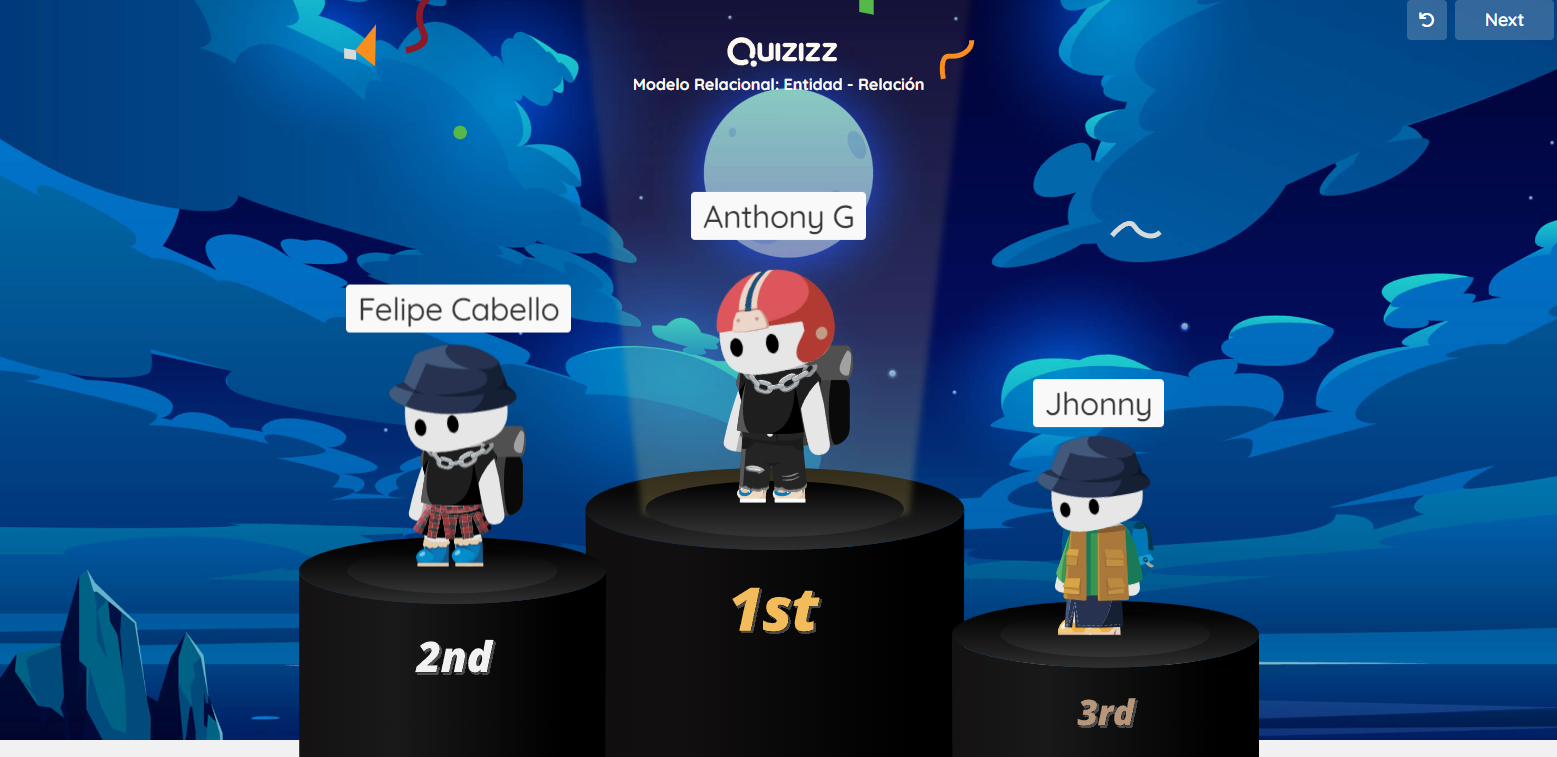 Next
Quizizz
Modelo Relacional: Entidad - Relación
Anthony G
Felipe Cabello
Jhonny
1st
2nd
3rd